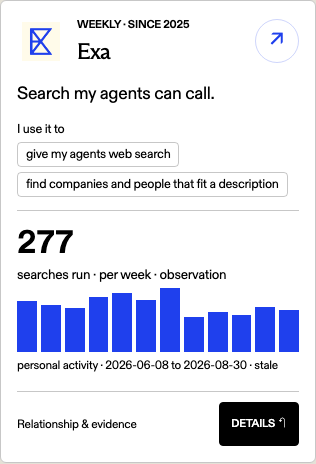 WEEKLY · SINCE 2025
Exa
Search my agents can call.
I use it to
give my agents web search
find companies and people that fit a description
277
searches run · per week · observation
personal activity · 2026-06-08 to 2026-08-30 · stale
Relationship & evidence
DETAILS